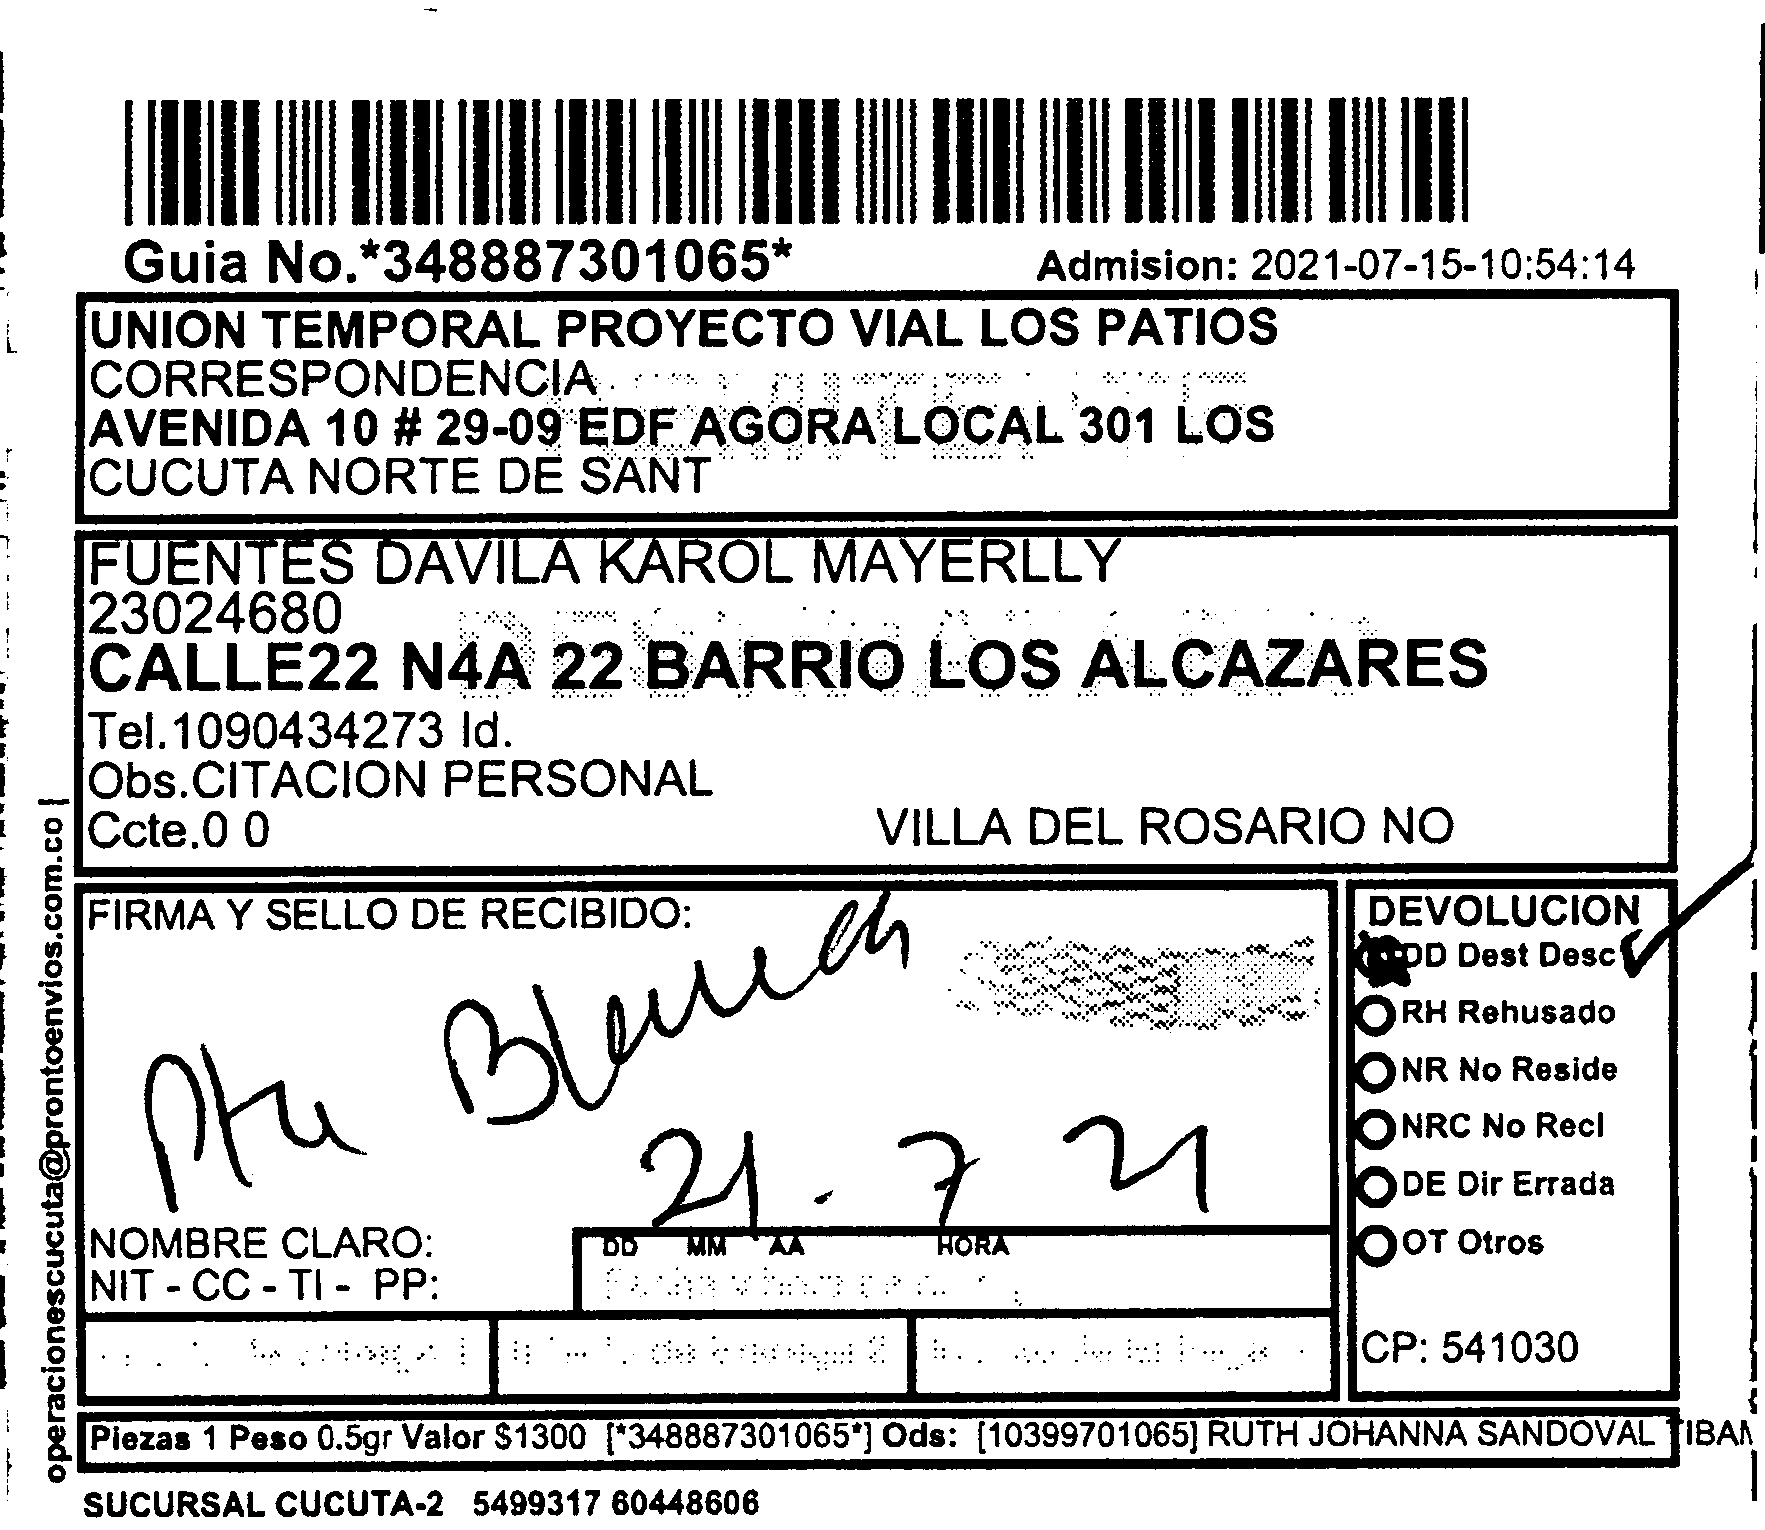 Guia No.*348887301065*
Admision: 2021-07-15-10:54:14
UNION TEMPORAL PROYECTO VIAL LOS PATIOS
CORRESPONDENCIA
AVENIDA 10 # 29-09 EDF AGORA LOCAL 301 LOS
CUCUTA NORTE DE SANT
FUENTES DAVILA KAROL MAYERLLY
23024680
CALLE22 N4A 22 BARRIO LOS ALCAZARES
Tel.1090434273 Id.
Obs.CITACION PERSONAL
Ccte.0 0 VILLA DEL ROSARIO NO
FIRMA Y SELLO DE RECIBIDO:
Pta Blanca
21 - 7 21
NOMBRE CLARO:
NIT - CC - TI - PP:
DD MM AA HORA
DEVOLUCION
DD Dest Desc
RH Rehusado
NR No Reside
NRC No Recl
DE Dir Errada
OT Otros
CP: 541030
Piezas 1 Peso 0.5gr Valor $1300 [*348887301065*] Ods: [10399701065] RUTH JOHANNA SANDOVAL TIBAM
SUCURSAL CUCUTA-2 5499317 60448606
operacionescucuta@prontoenvios.com.co |